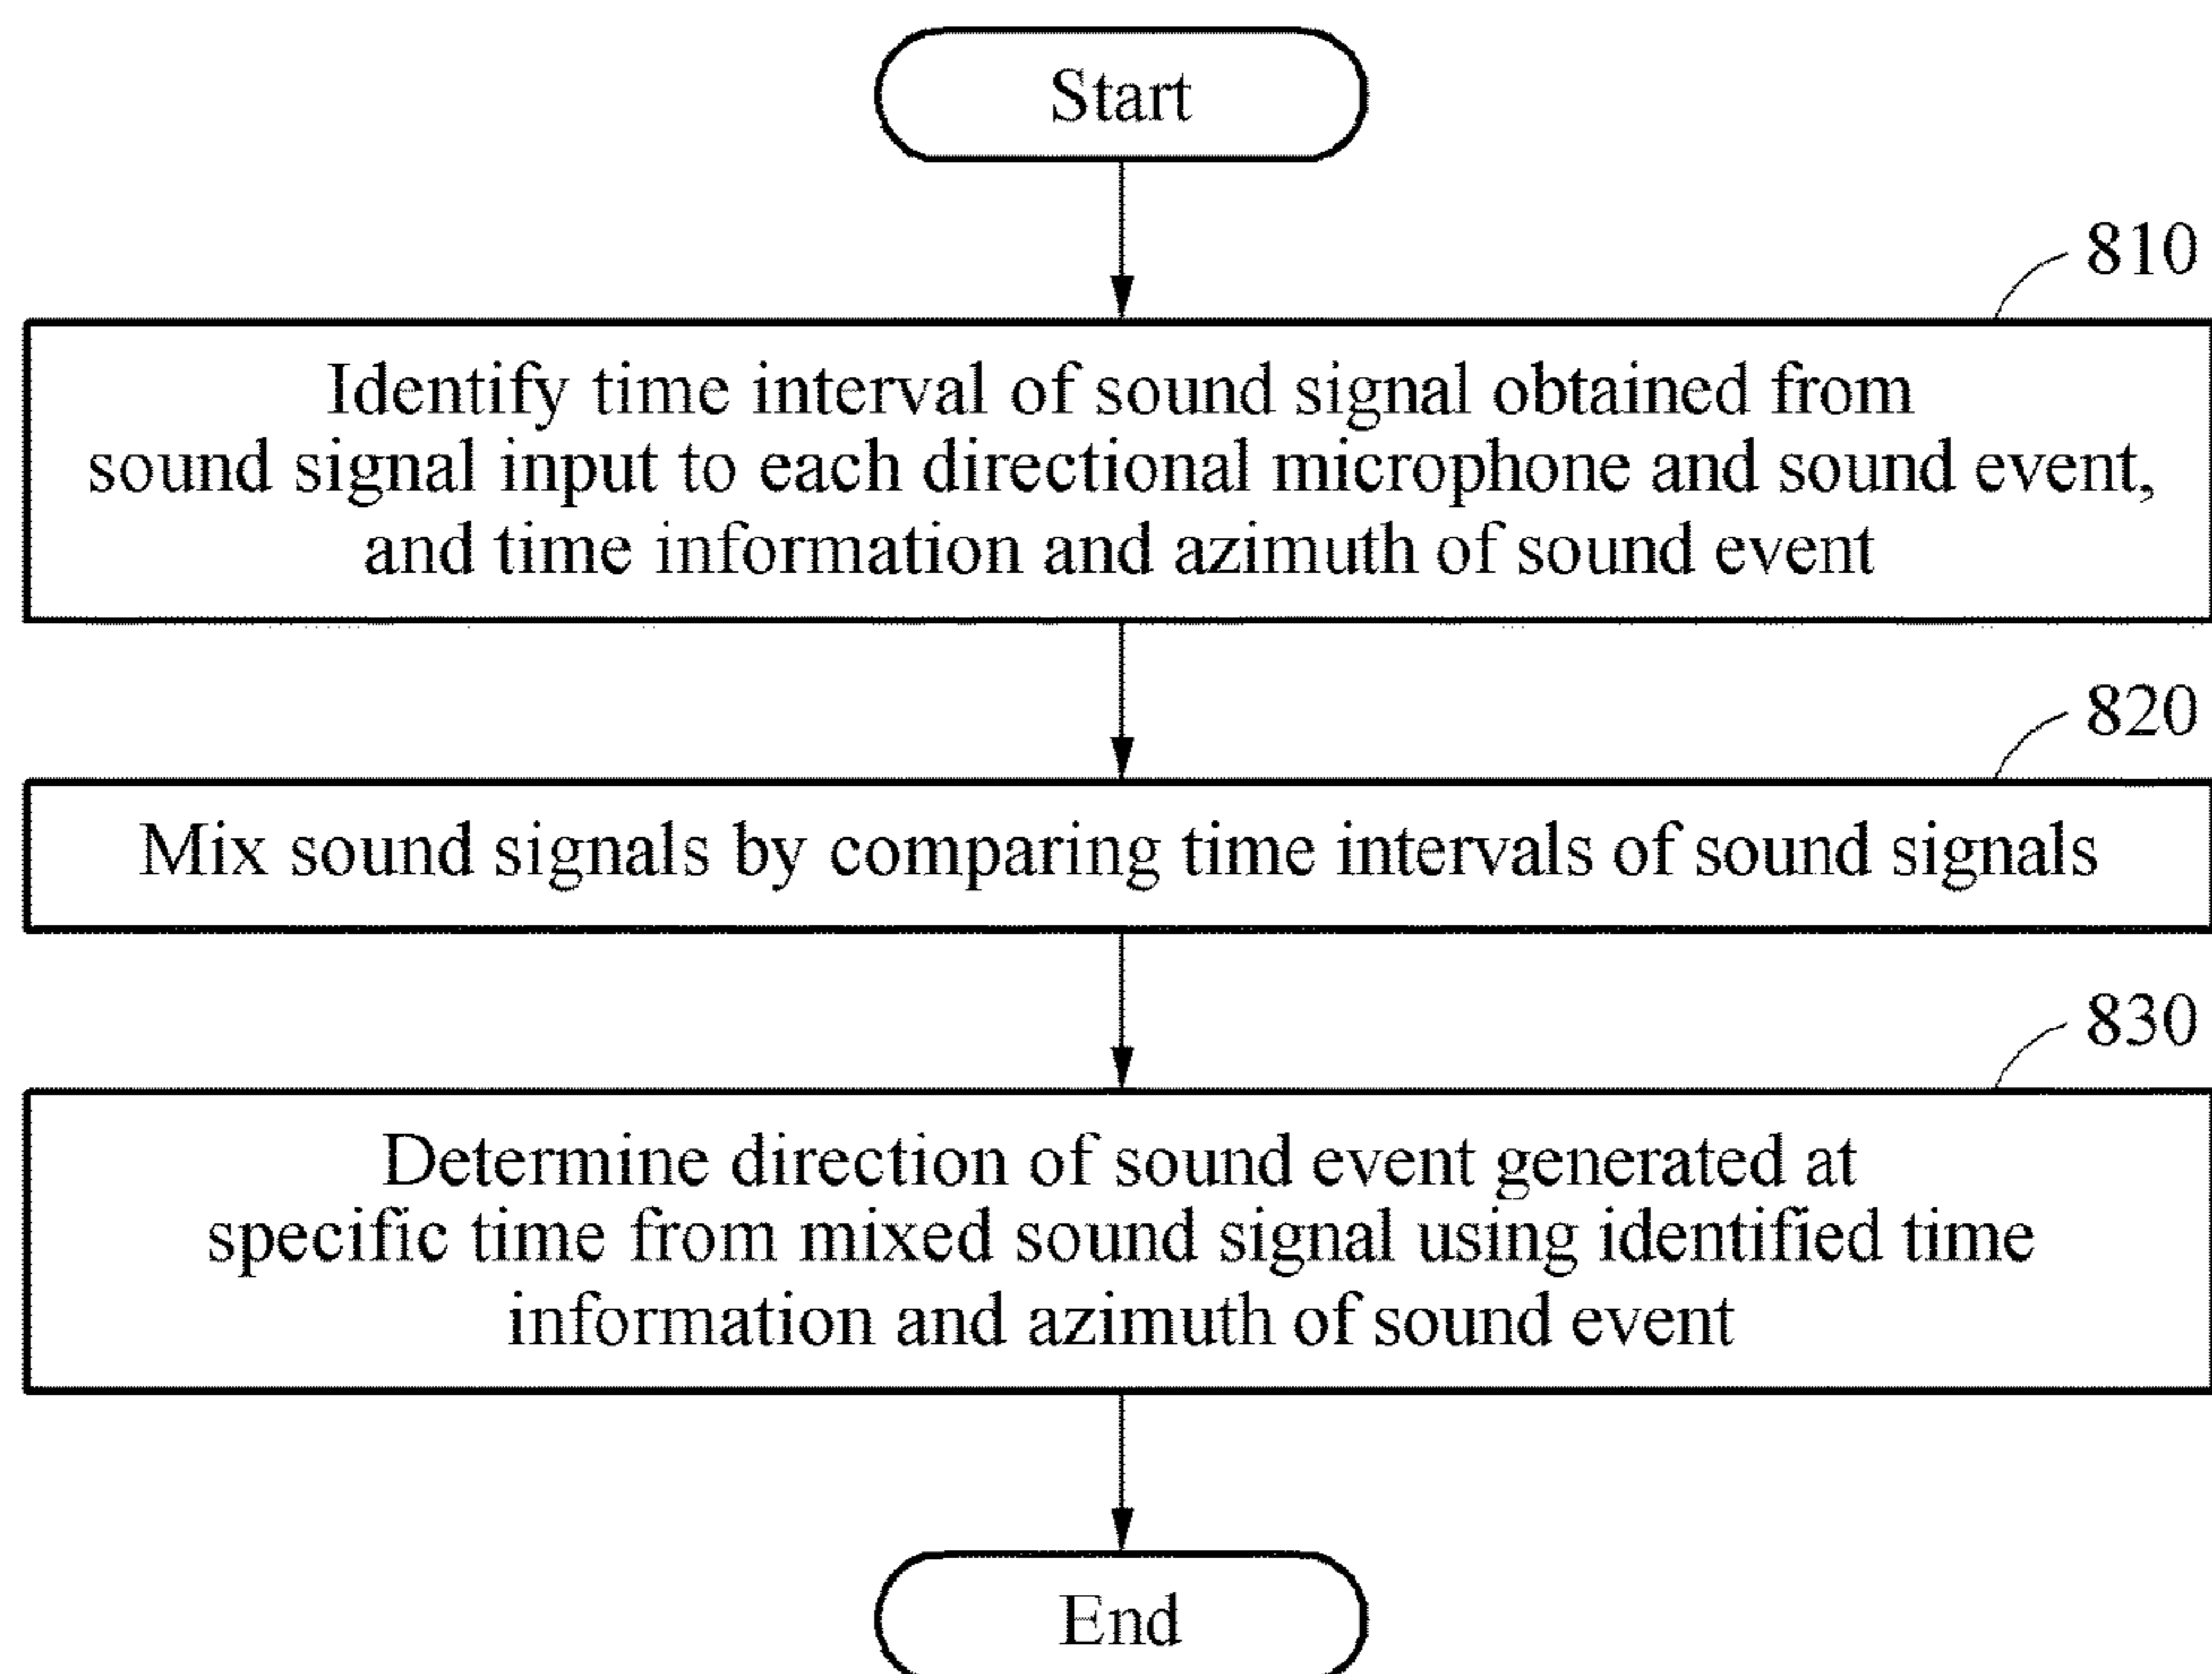 Start
810
Identify time interval of sound signal obtained from
sound signal input to each directional microphone and sound event,
and time information and azimuth of sound event
820
Mix sound signals by comparing time intervals of sound signals
830
Determine direction of sound event generated at
specific time from mixed sound signal using identified time
information and azimuth of sound event
End